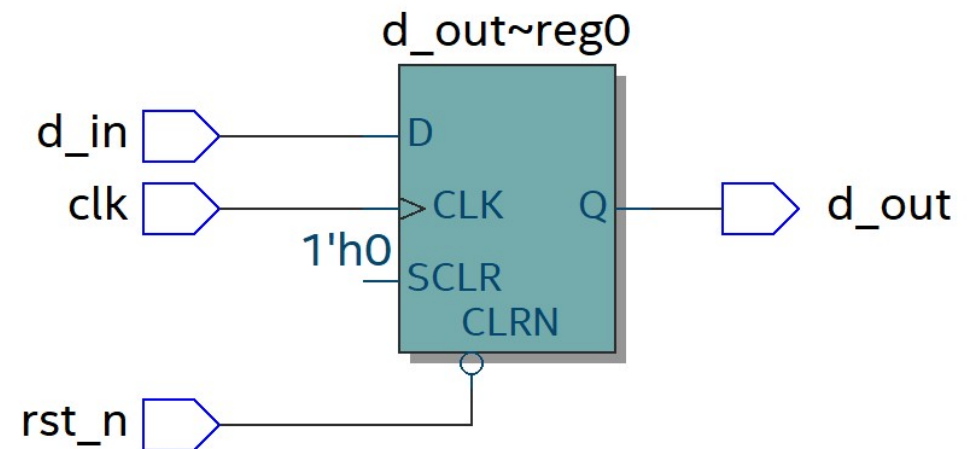 d_out~reg0
d_in
D
clk
CLK
Q
d_out
1'h0
SCLR
CLRN
rst_n